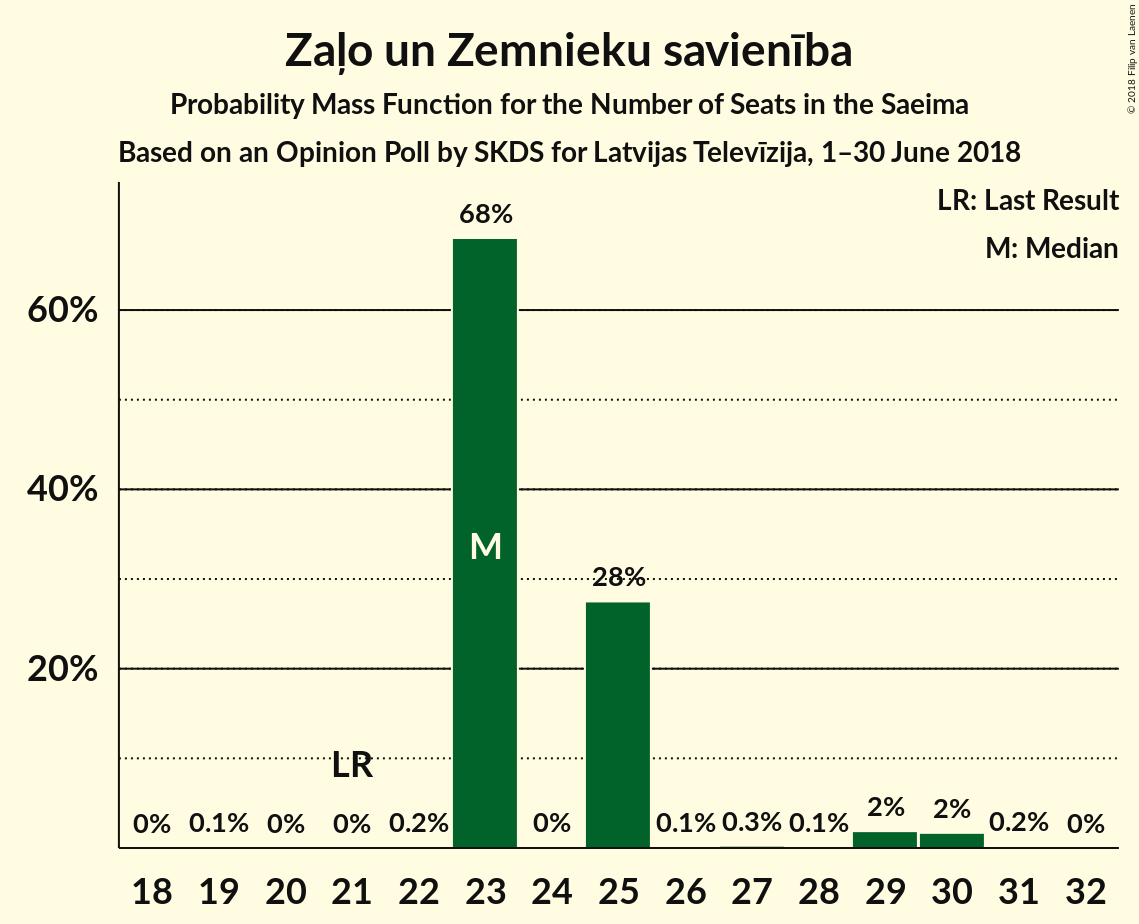 Zaļo un Zemnieku savienība
Probability Mass Function for the Number of Seats in the Saeima
Based on an Opinion Poll by SKDS for Latvijas Televīzija, 1–30 June 2018
© 2018 Filip van Laenen
LR: Last Result
M: Median
68%
60%
40%
M
28%
20%
LR
0% 0.1% 0% 0% 0.2% 0% 0.1% 0.3% 0.1% 2% 2% 0.2% 0%
18 19 20 21 22 23 24 25 26 27 28 29 30 31 32